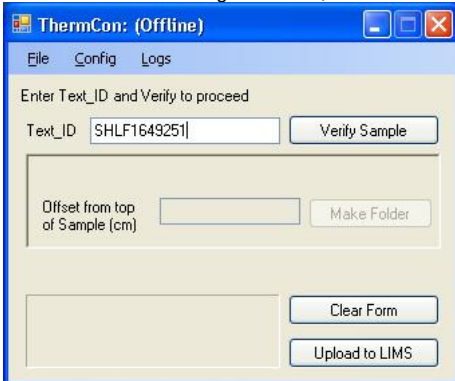 ThermCon: (Offline)
File Config Logs
Enter Text_ID and Verify to proceed
Text_ID SHLF1649251 Verify Sample
Offset from top
of Sample (cm)
Make Folder
Clear Form
Upload to LIMS